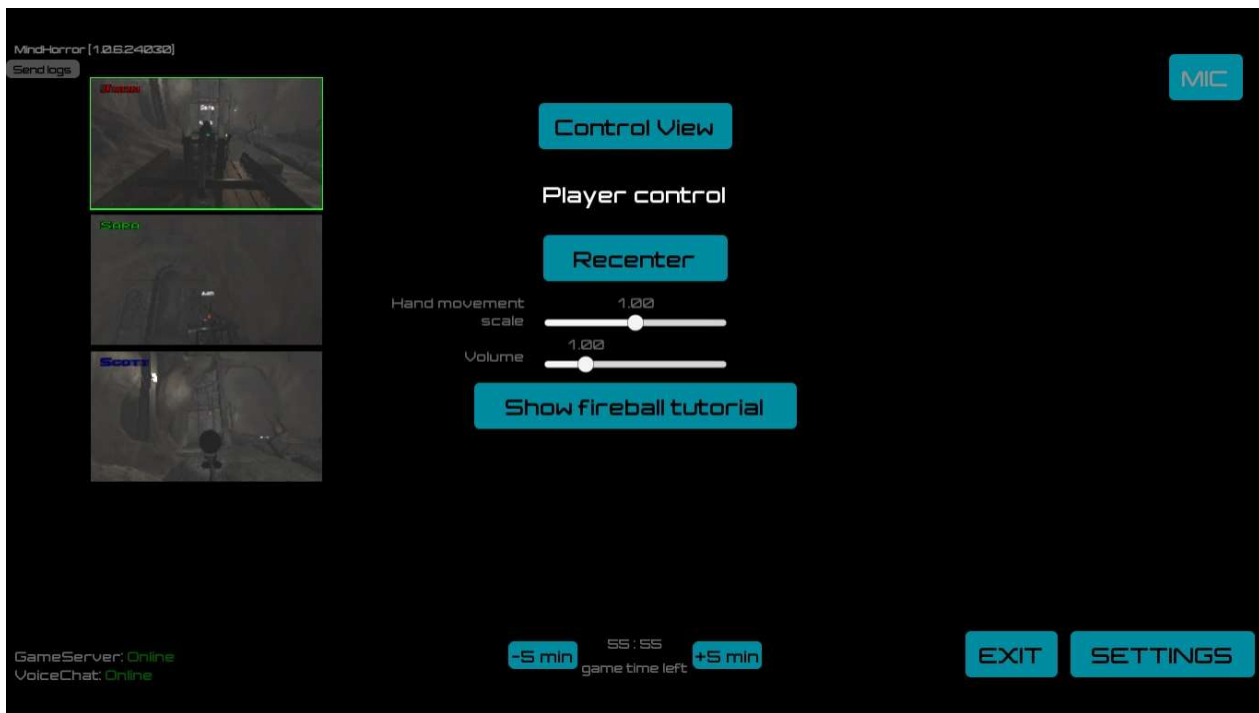 MindHorror [1.0.6.24030]
Send logs
MIC
Control View
Player control
Sara
Recenter
Hand movement
scale
1.00
Volume
1.00
Scott
Show fireball tutorial
GameServer: Online
VoiceChat: Online
-5 min
55:55
game time left
+5 min
EXIT
SETTINGS